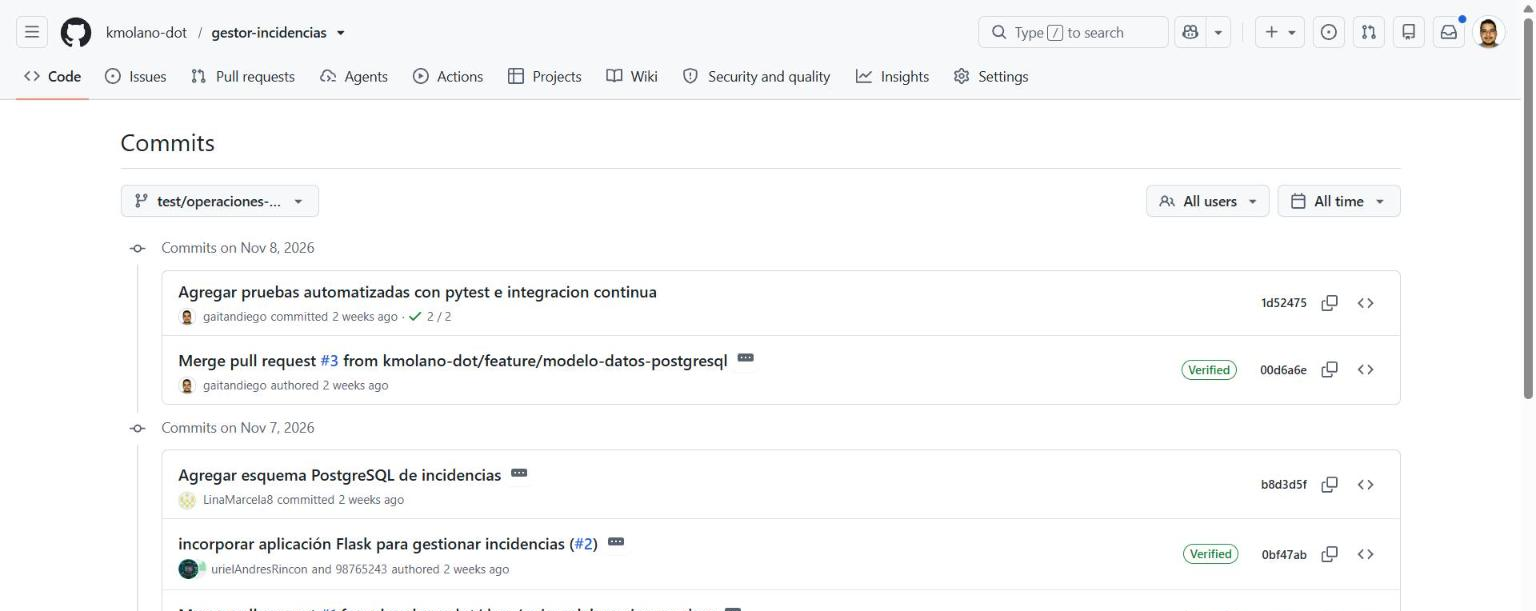 kmolano-dot / gestor-incidencias
Type / to search
Code Issues Pull requests Agents Actions Projects Wiki Security and quality Insights Settings
Commits
test/operaciones-...
All users All time
Commits on Nov 8, 2026
Agregar pruebas automatizadas con pytest e integracion continua
1d52475
gaitandiego committed 2 weeks ago · 2 / 2
Merge pull request #3 from kmolano-dot/feature/modelo-datos-postgresql
Verified 00d6a6e
gaitandiego authored 2 weeks ago
Commits on Nov 7, 2026
Agregar esquema PostgreSQL de incidencias
b8d3d5f
LinaMarcela8 committed 2 weeks ago
incorporar aplicación Flask para gestionar incidencias (#2)
Verified 0bf47ab
urielAndresRincon and 98765243 authored 2 weeks ago